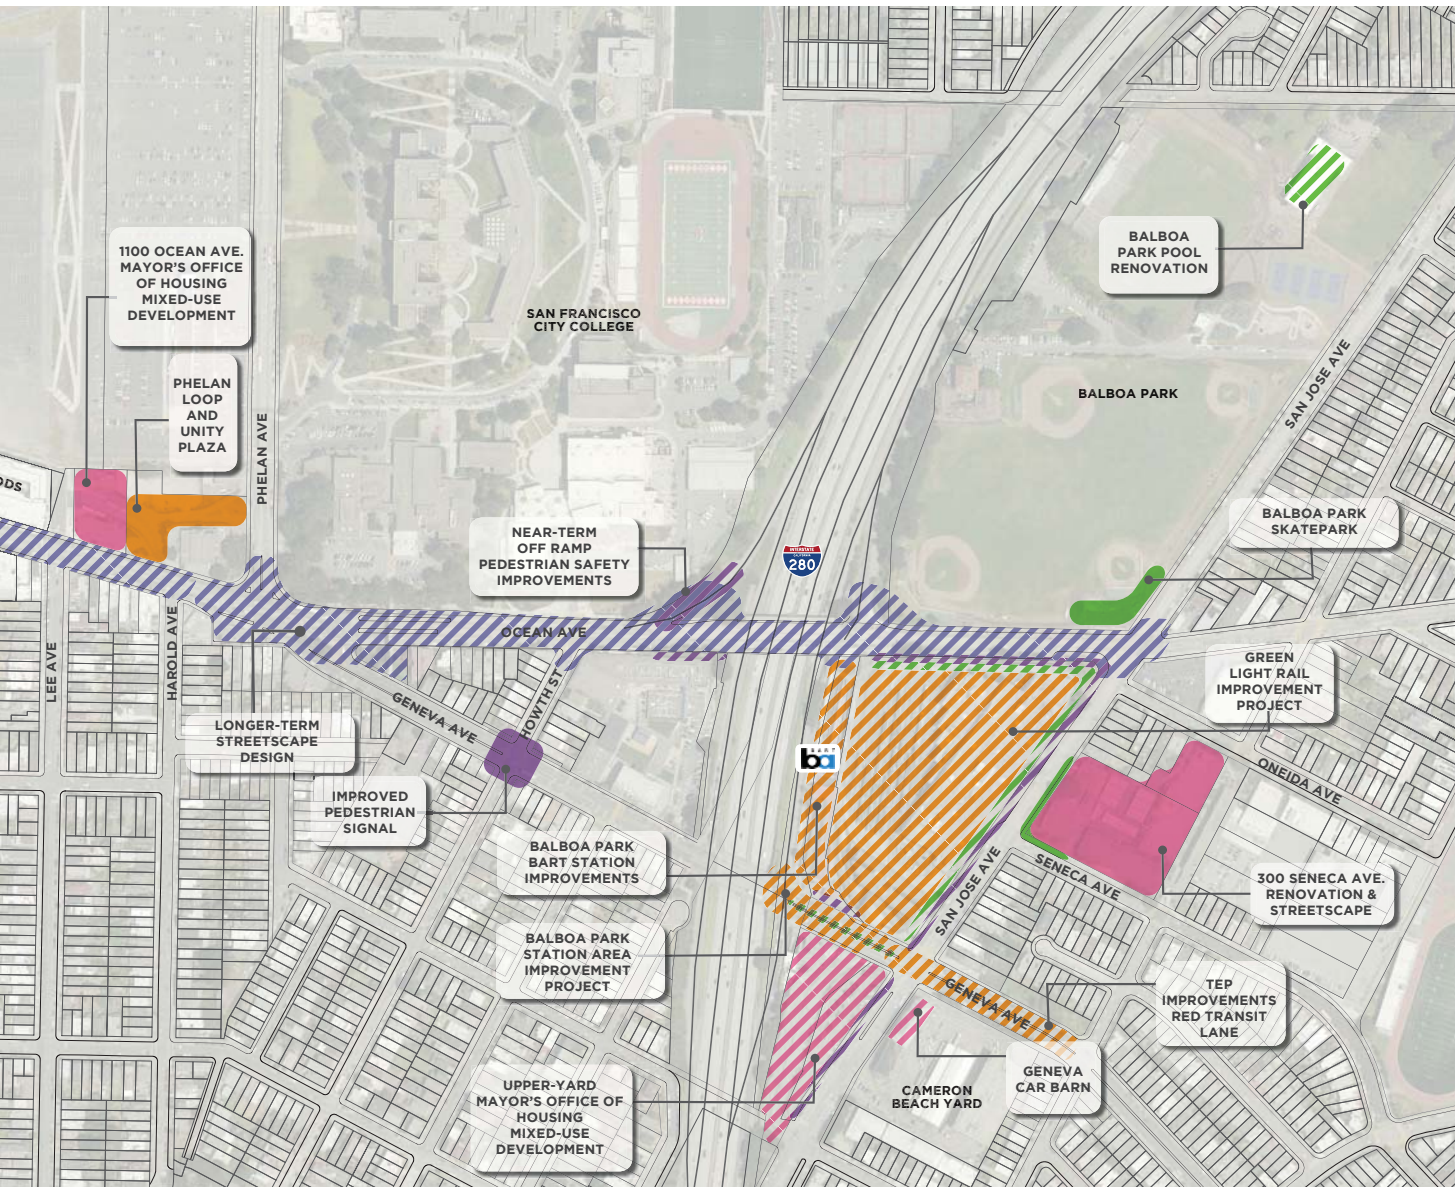 1100 OCEAN AVE.
MAYOR'S OFFICE
OF HOUSING
MIXED-USE
DEVELOPMENT
PHELAN
LOOP
AND
UNITY
PLAZA
PHELAN AVE
SAN FRANCISCO
CITY COLLEGE
BALBOA
PARK POOL
RENOVATION
BALBOA PARK
SAN JOSE AVE
BALBOA PARK
SKATEPARK
NEAR-TERM
OFF RAMP
PEDESTRIAN SAFETY
IMPROVEMENTS
INTERSTATE
CALIFORNIA
280
OCEAN AVE
LEE AVE
HAROLD AVE
HOWTH ST
GENEVA AVE
LONGER-TERM
STREETSCAPE
DESIGN
IMPROVED
PEDESTRIAN
SIGNAL
GREEN
LIGHT RAIL
IMPROVEMENT
PROJECT
BART
ba
ONEIDA AVE
SENECA AVE
SAN JOSE AVE
300 SENECA AVE.
RENOVATION &
STREETSCAPE
BALBOA PARK
BART STATION
IMPROVEMENTS
BALBOA PARK
STATION AREA
IMPROVEMENT
PROJECT
GENEVA AVE
TEP
IMPROVEMENTS
RED TRANSIT
LANE
GENEVA
CAR BARN
CAMERON
BEACH YARD
UPPER-YARD
MAYOR'S OFFICE OF
HOUSING
MIXED-USE
DEVELOPMENT